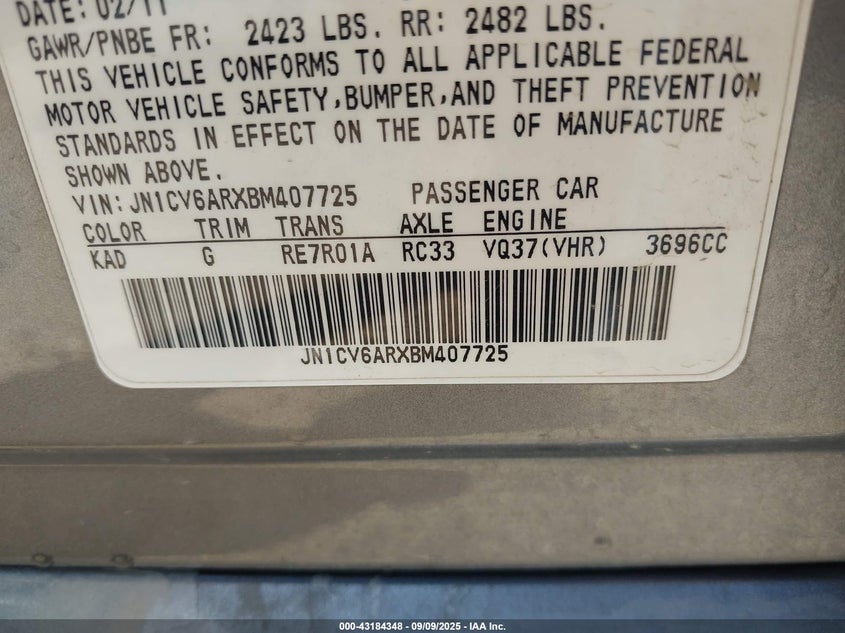 DATE: 02/11
GAWR/PNBE FR: 2423 LBS. RR: 2482 LBS.
THIS VEHICLE CONFORMS TO ALL APPLICABLE FEDERAL
MOTOR VEHICLE SAFETY,BUMPER,AND THEFT PREVENTION
STANDARDS IN EFFECT ON THE DATE OF MANUFACTURE
SHOWN ABOVE.
VIN:JN1CV6ARXBM407725 PASSENGER CAR
COLOR TRIM TRANS AXLE ENGINE
KAD G RE7R01A RC33 VQ37(VHR) 3696CC
JN1CV6ARXBM407725
000-43184348 - 09/09/2025 - IAA Inc.